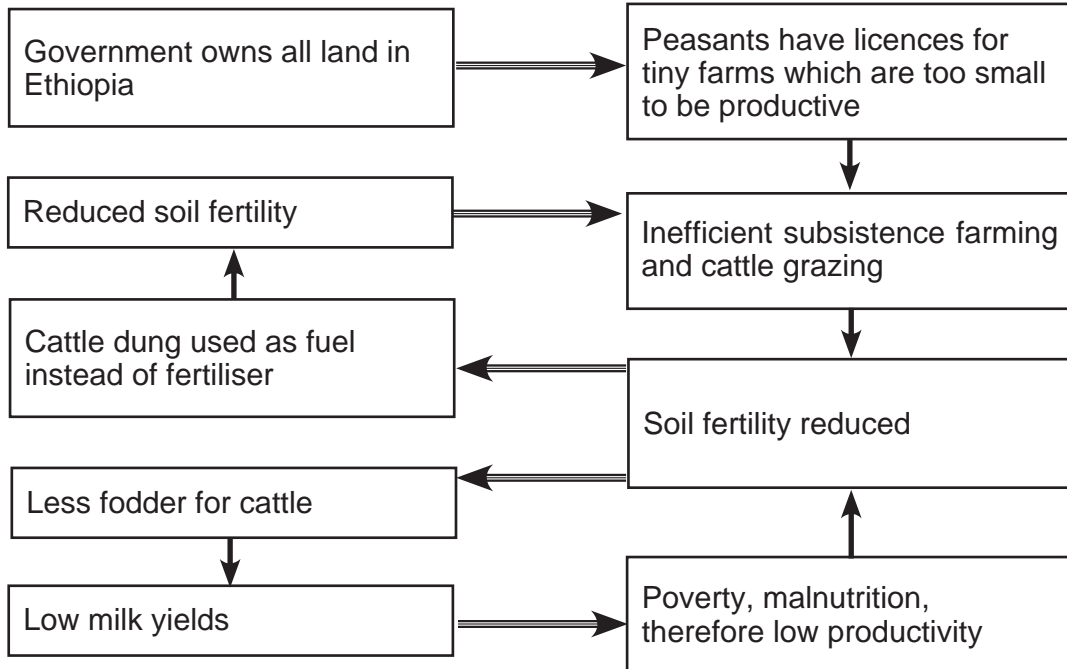 Government owns all land in
Ethiopia
Peasants have licences for
tiny farms which are too small
to be productive
Reduced soil fertility
Inefficient subsistence farming
and cattle grazing
Cattle dung used as fuel
instead of fertiliser
Soil fertility reduced
Less fodder for cattle
Low milk yields
Poverty, malnutrition,
therefore low productivity